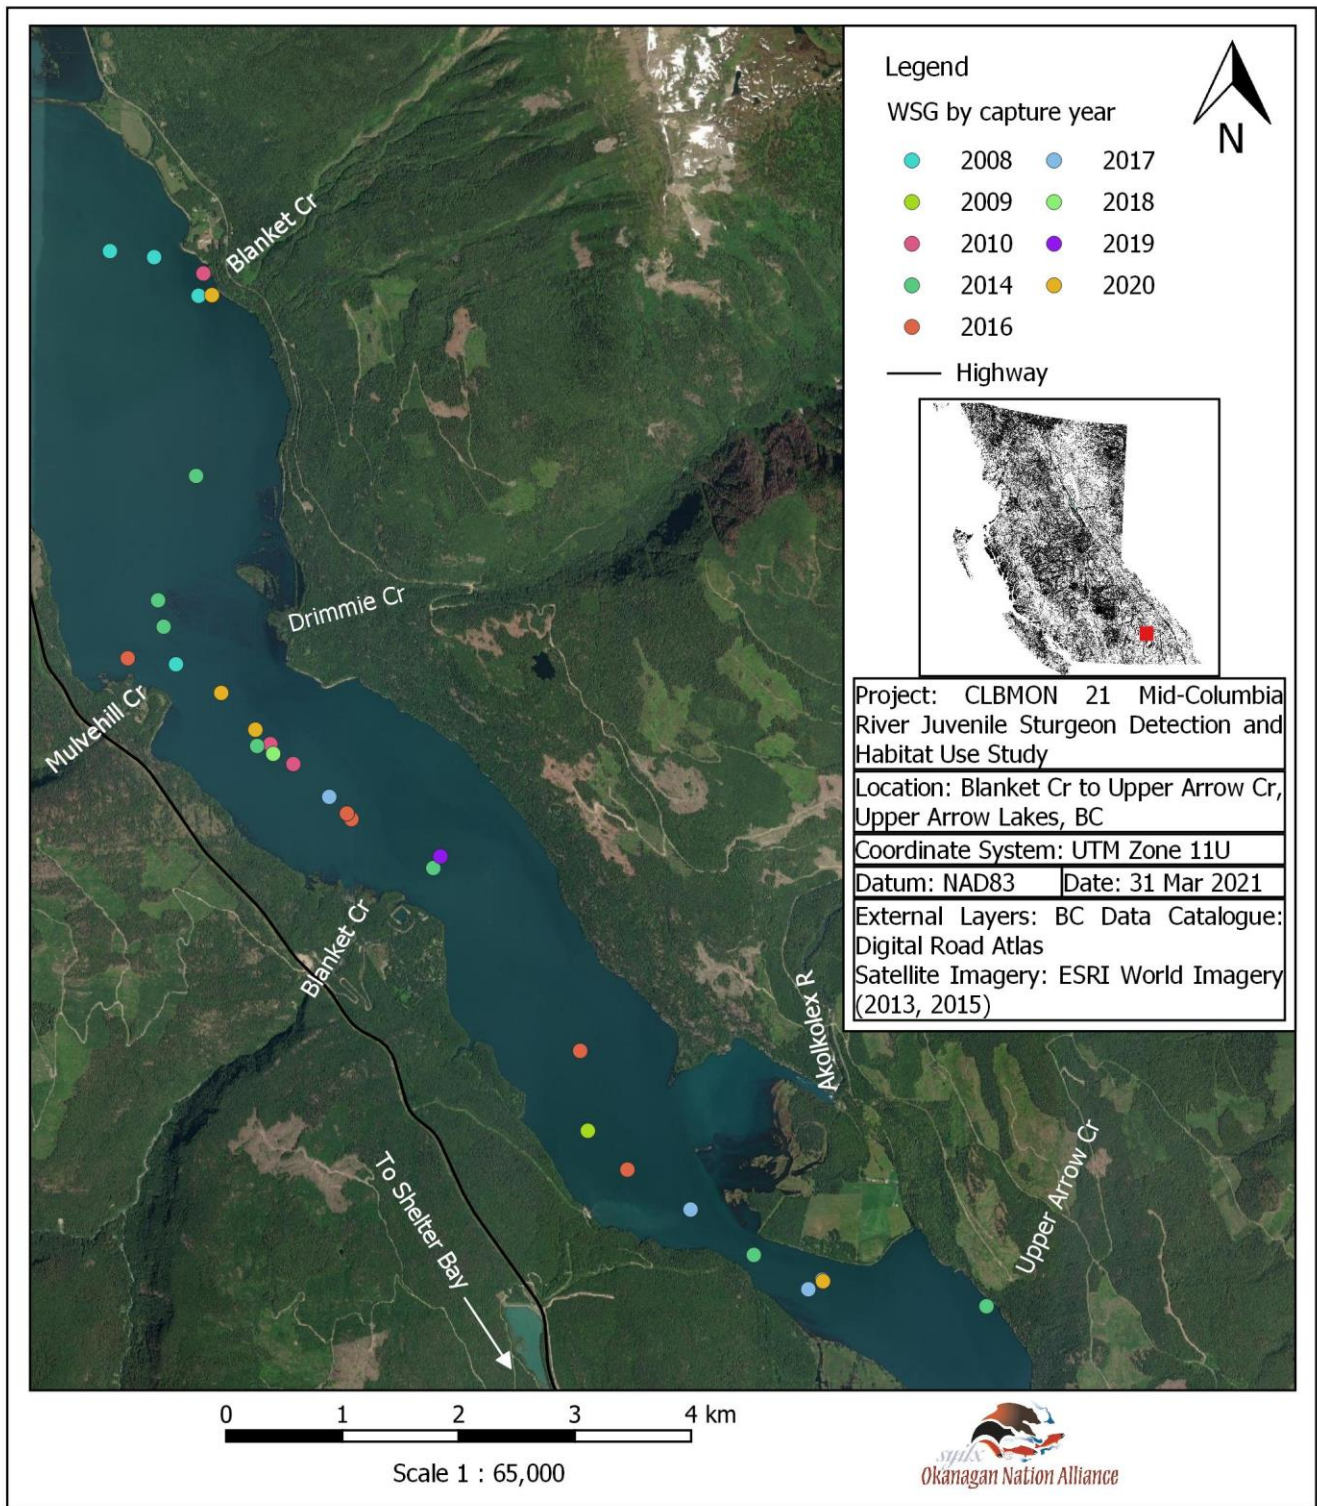 Legend
WSG by capture year
2008
2017
2009
2018
2010
2019
2014
2020
2016
Highway
N
Project: CLBMON 21 Mid-Columbia
River Juvenile Sturgeon Detection and
Habitat Use Study
Location: Blanket Cr to Upper Arrow Cr,
Upper Arrow Lakes, BC
Coordinate System: UTM Zone 11U
Datum: NAD83
Date: 31 Mar 2021
External Layers: BC Data Catalogue:
Digital Road Atlas
Satellite Imagery: ESRI World Imagery
(2013, 2015)
Blanket Cr
Drimmie Cr
Mulvehill Cr
Blanket Cr
Akolkolex R
Upper Arrow Cr
To Shelter Bay
0 1 2 3 4 km
Scale 1 : 65,000
syilx
Okanagan Nation Alliance